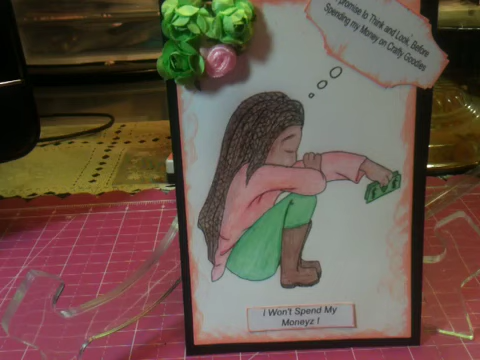 promise to Think and Look, Before
Spending my Money on Crafty Goodies
I Won't Spend My
Moneyz !